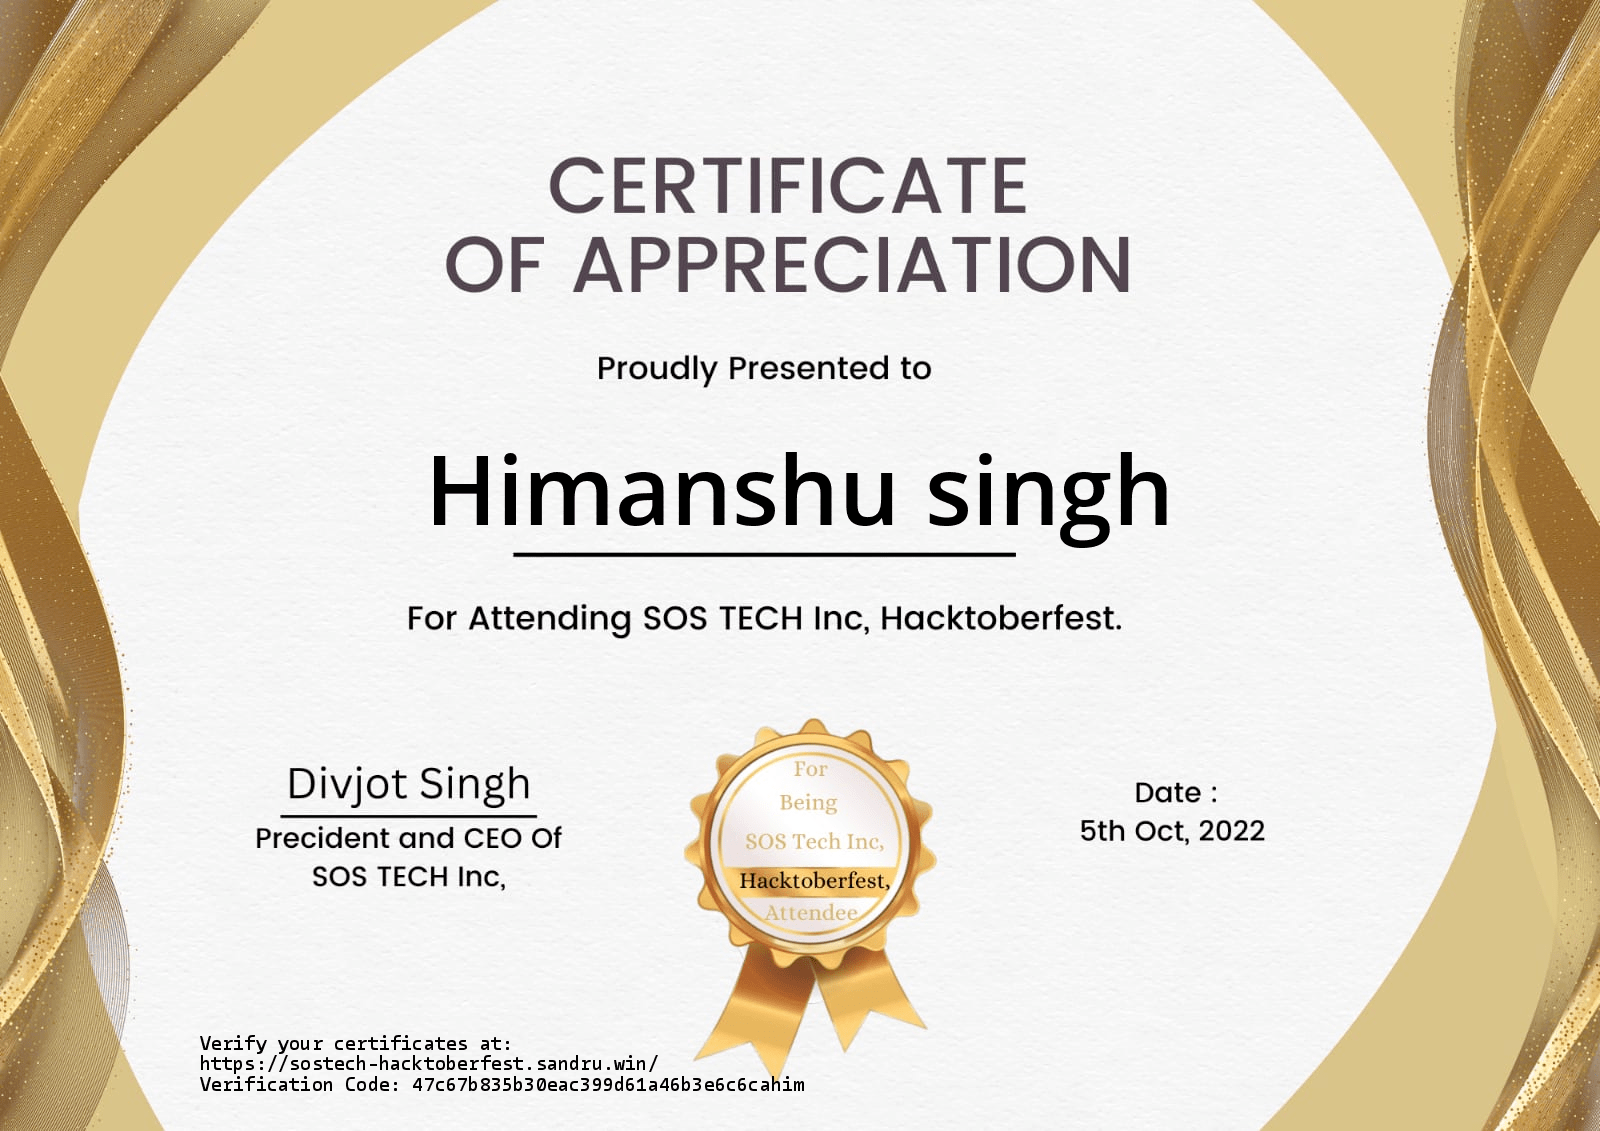 CERTIFICATE
OF APPRECIATION
Proudly Presented to
Himanshu singh
For Attending SOS TECH Inc, Hacktoberfest.
Divjot Singh
Precident and CEO Of
SOS TECH Inc,
For
Being
SOS Tech Inc,
Hacktoberfest,
Attendee
Date :
5th Oct, 2022
Verify your certificates at:
https://sostech-hacktoberfest.sandru.win/
Verification Code: 47c67b835b30eac399d61a46b3e6c6cahim